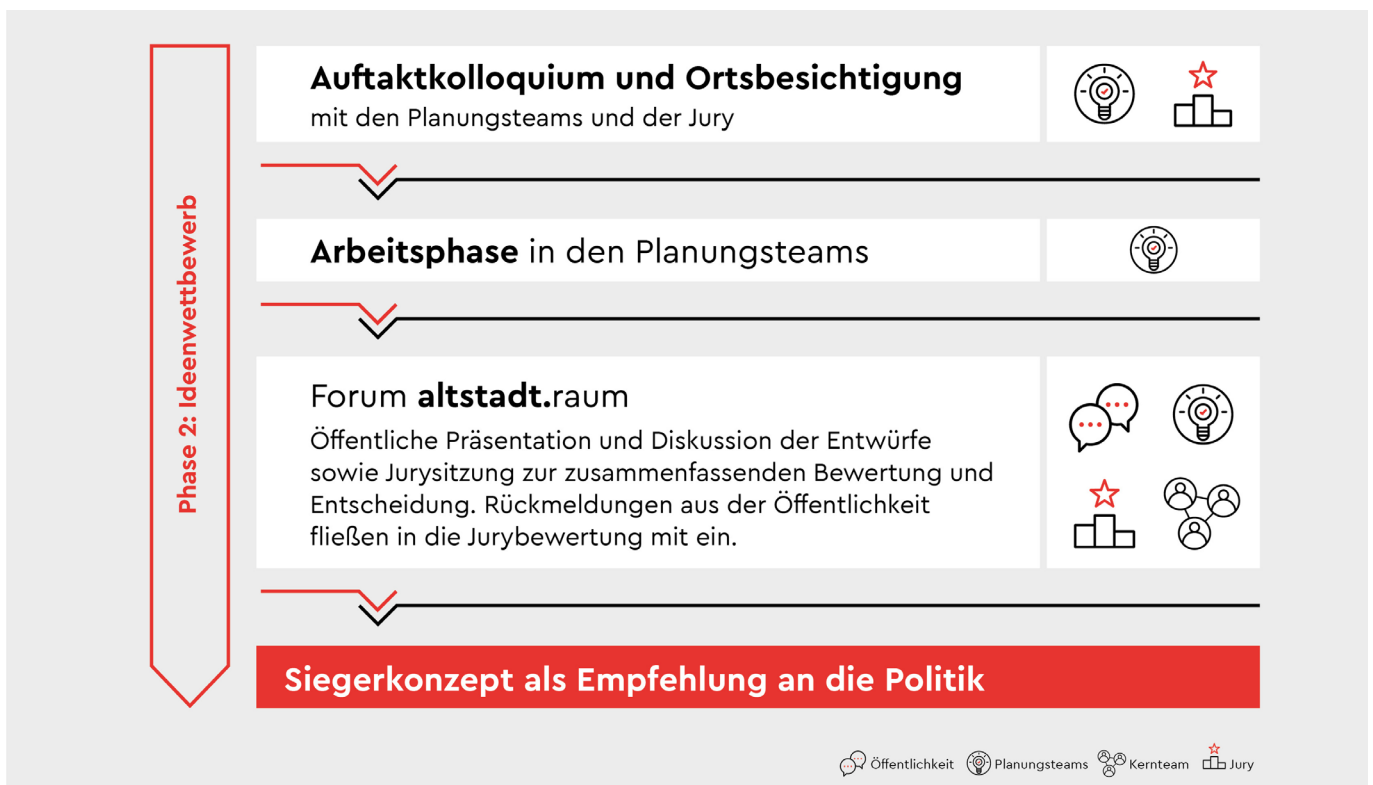 Phase 2: Ideenwettbewerb
Auftaktkolloquium und Ortsbesichtigung
mit den Planungsteams und der Jury
Arbeitsphase in den Planungsteams
Forum altstadt.raum
Öffentliche Präsentation und Diskussion der Entwürfe
sowie Jurysitzung zur zusammenfassenden Bewertung und
Entscheidung. Rückmeldungen aus der Öffentlichkeit
fließen in die Jurybewertung mit ein.
Siegerkonzept als Empfehlung an die Politik
Öffentlichkeit Planungsteams Kernteam Jury